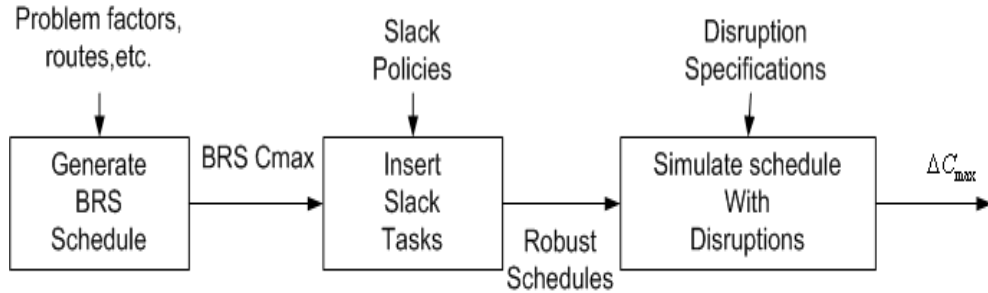 Problem factors,
routes,etc.
Slack
Policies
Disruption
Specifications
Generate
BRS
Schedule
BRS Cmax
Insert
Slack
Tasks
Robust
Schedules
Simulate schedule
With
Disruptions
ΔCmax